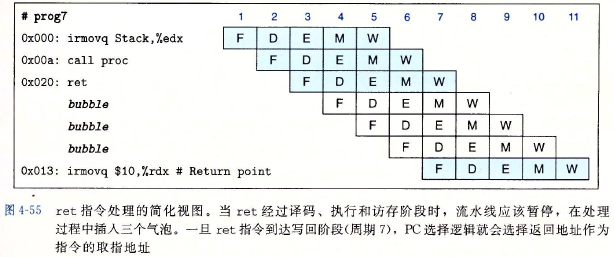 # prog7 1 2 3 4 5 6 7 8 9 10 11
0x000: irmovq Stack,%edx F D E M W
0x00a: call proc F D E M W
0x020: ret F D E M W
bubble F D E M W
bubble F D E M W
bubble F D E M W
0x013: irmovq $10,%rdx # Return point F D E M W
图 4-55 ret 指令处理的简化视图。当 ret 经过译码、执行和访存阶段时，流水线应该暂停，在处理
过程中插入三个气泡。一旦 ret 指令到达写回阶段(周期 7)，PC 选择逻辑就会选择返回地址作为
指令的取指地址